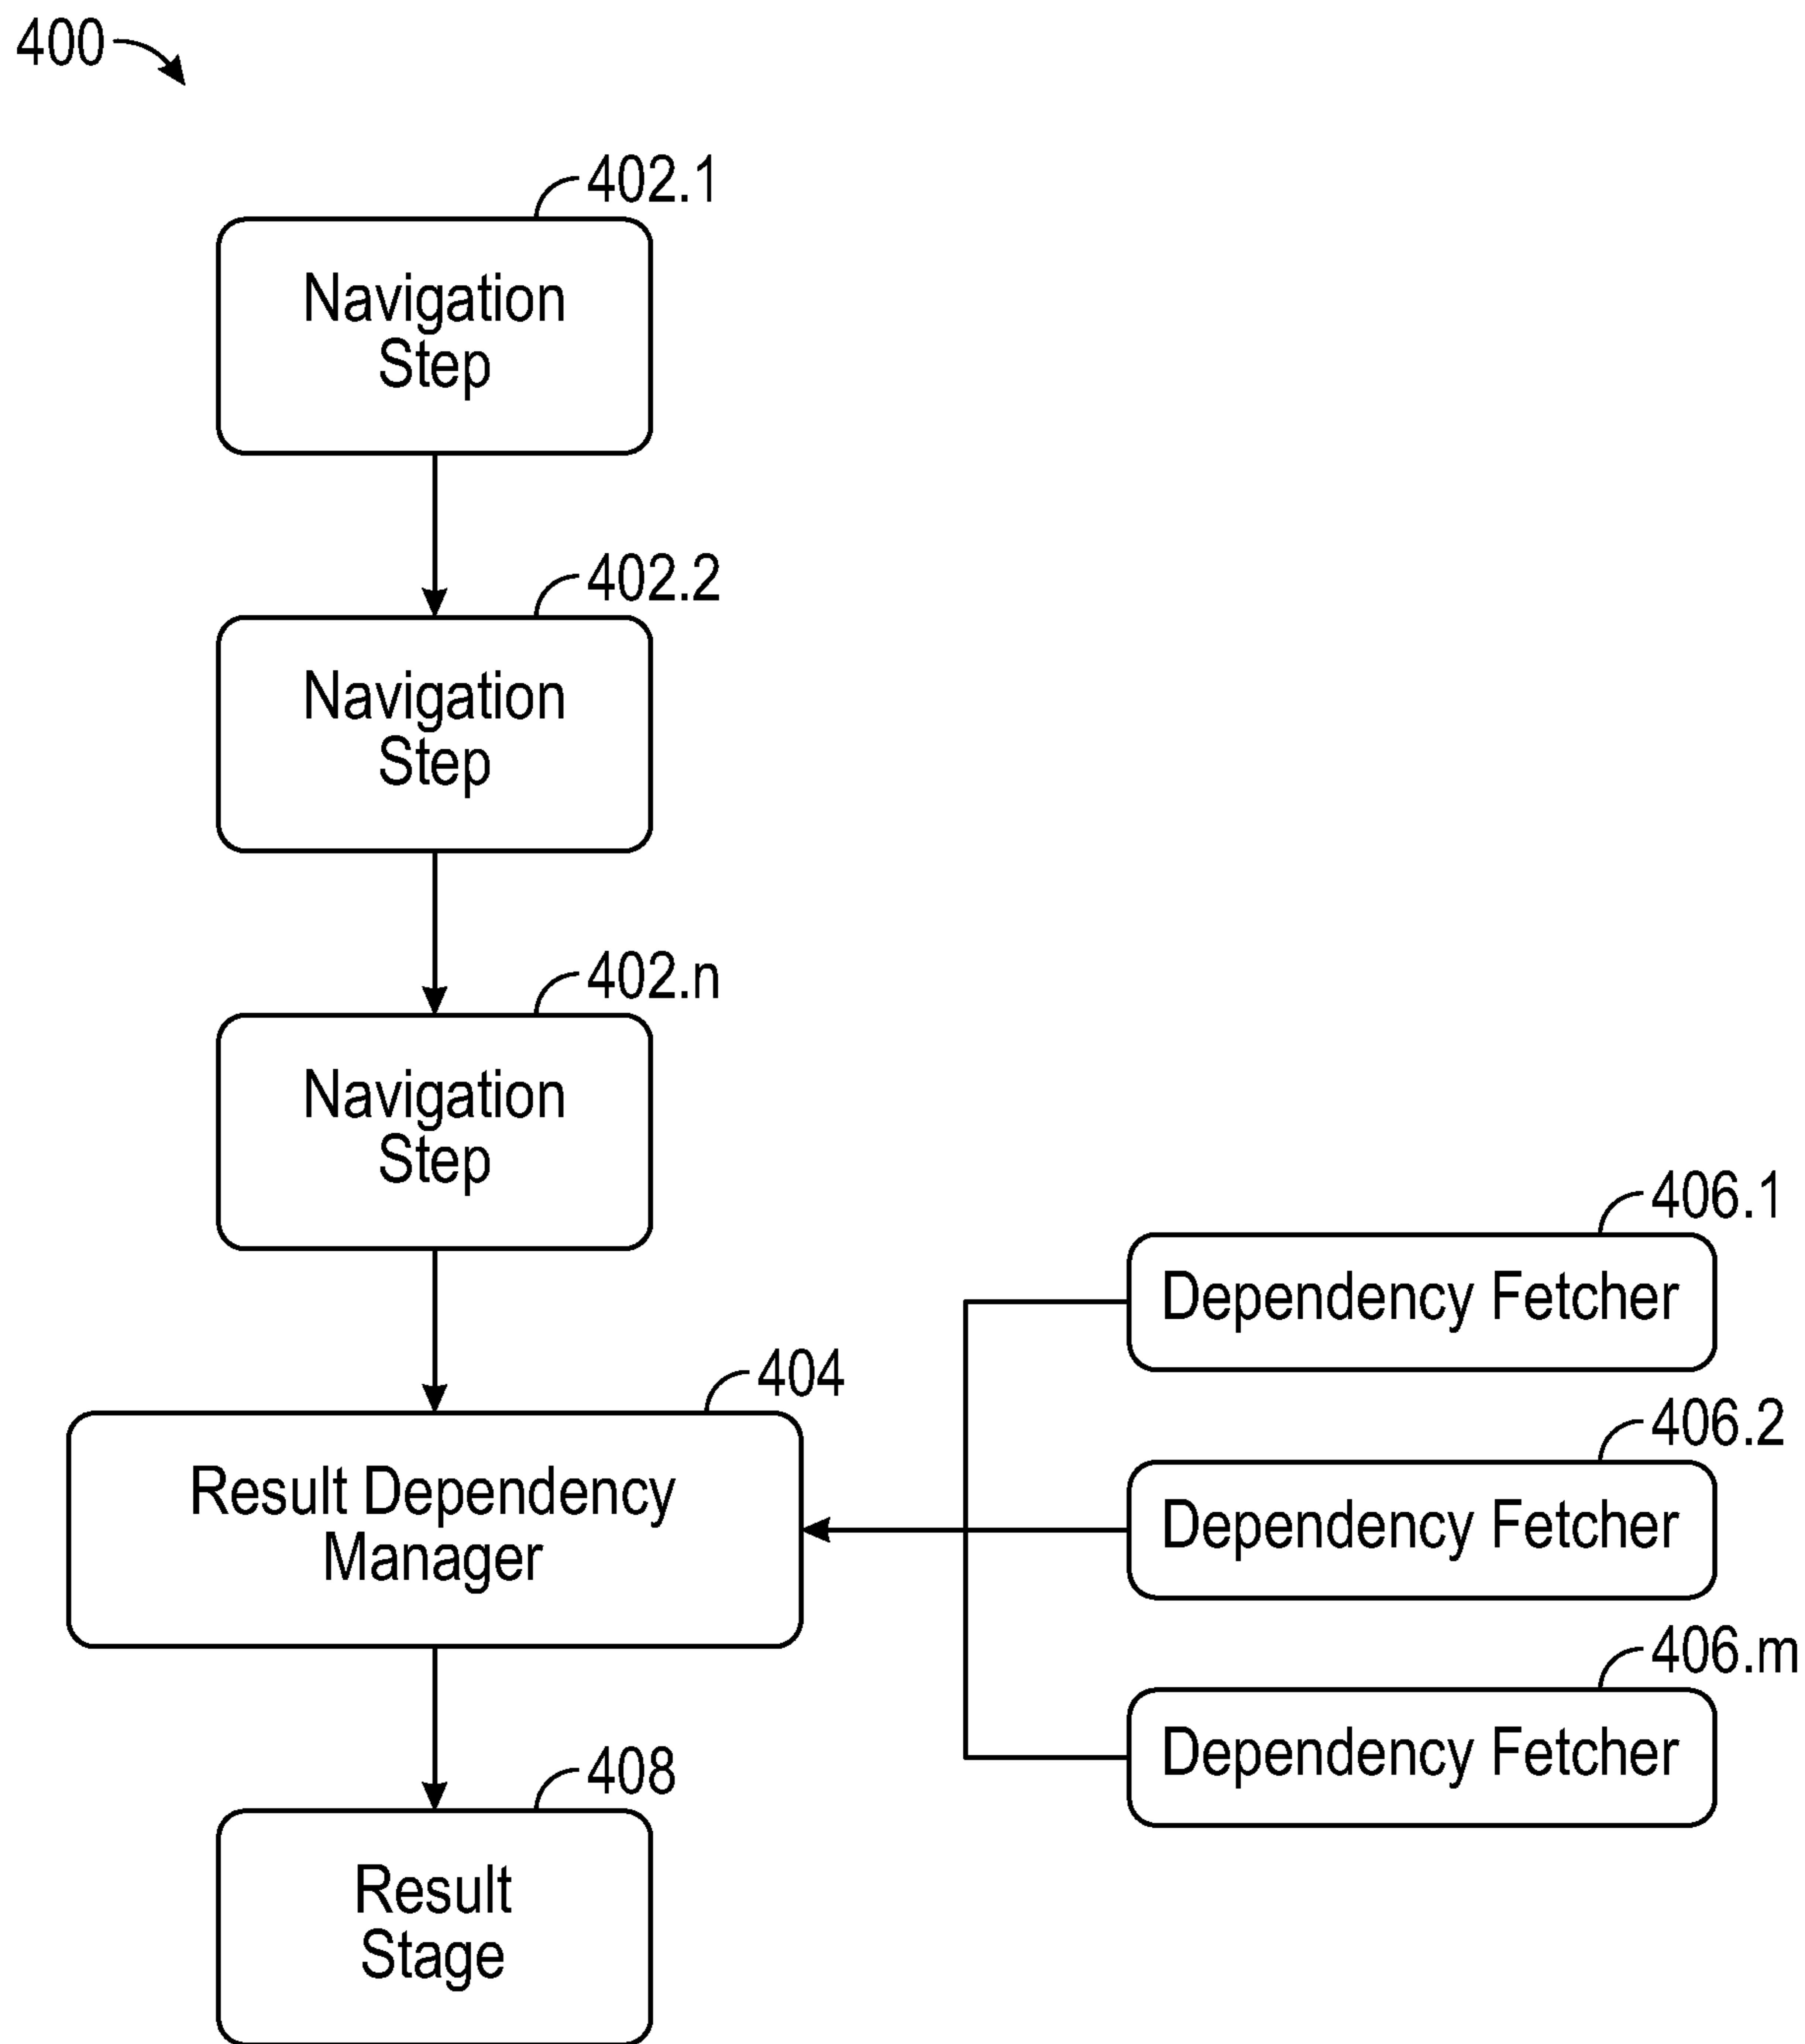 400
402.1
Navigation
Step
402.2
Navigation
Step
402.n
Navigation
Step
404
Result Dependency
Manager
406.1
Dependency Fetcher
406.2
Dependency Fetcher
406.m
Dependency Fetcher
408
Result
Stage